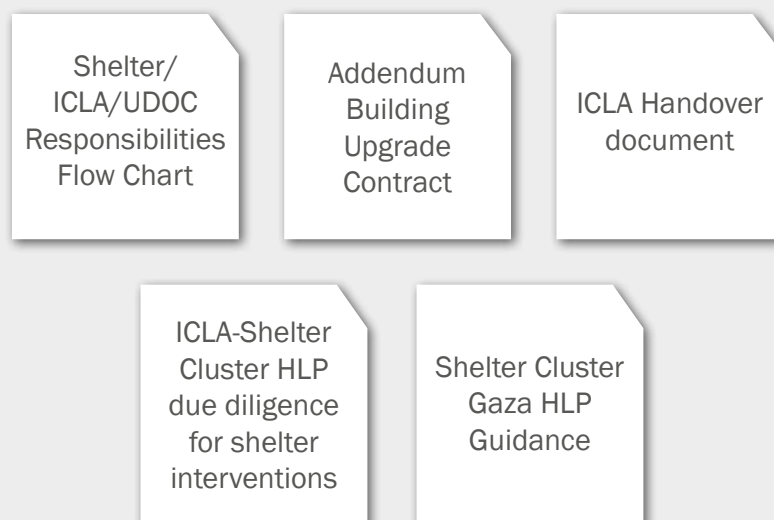 Shelter/
ICLA/UDOC
Responsibilities
Flow Chart
Addendum
Building
Upgrade
Contract
ICLA Handover
document
ICLA-Shelter
Cluster HLP
due diligence
for shelter
interventions
Shelter Cluster
Gaza HLP
Guidance